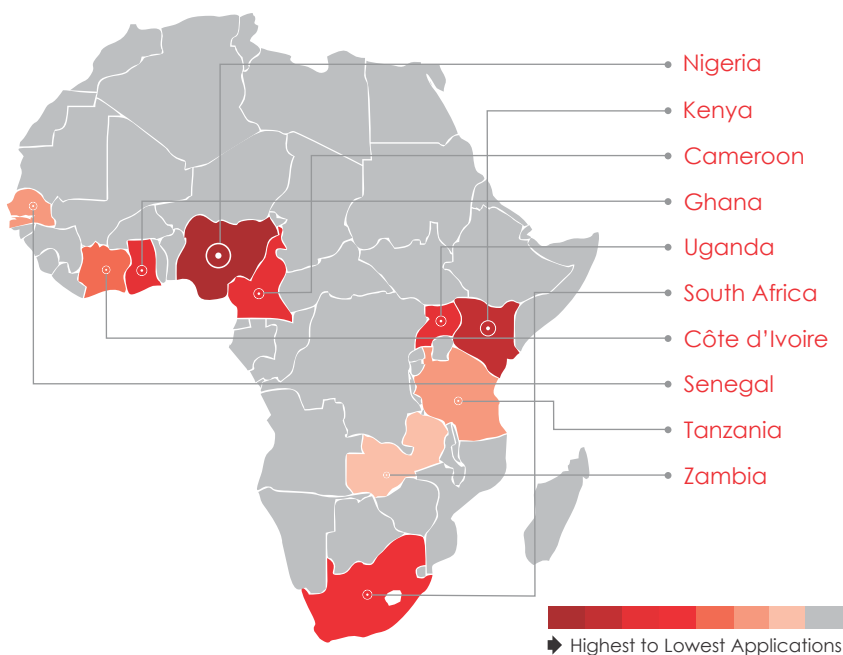 Nigeria
Kenya
Cameroon
Ghana
Uganda
South Africa
Côte d’Ivoire
Senegal
Tanzania
Zambia
Highest to Lowest Applications